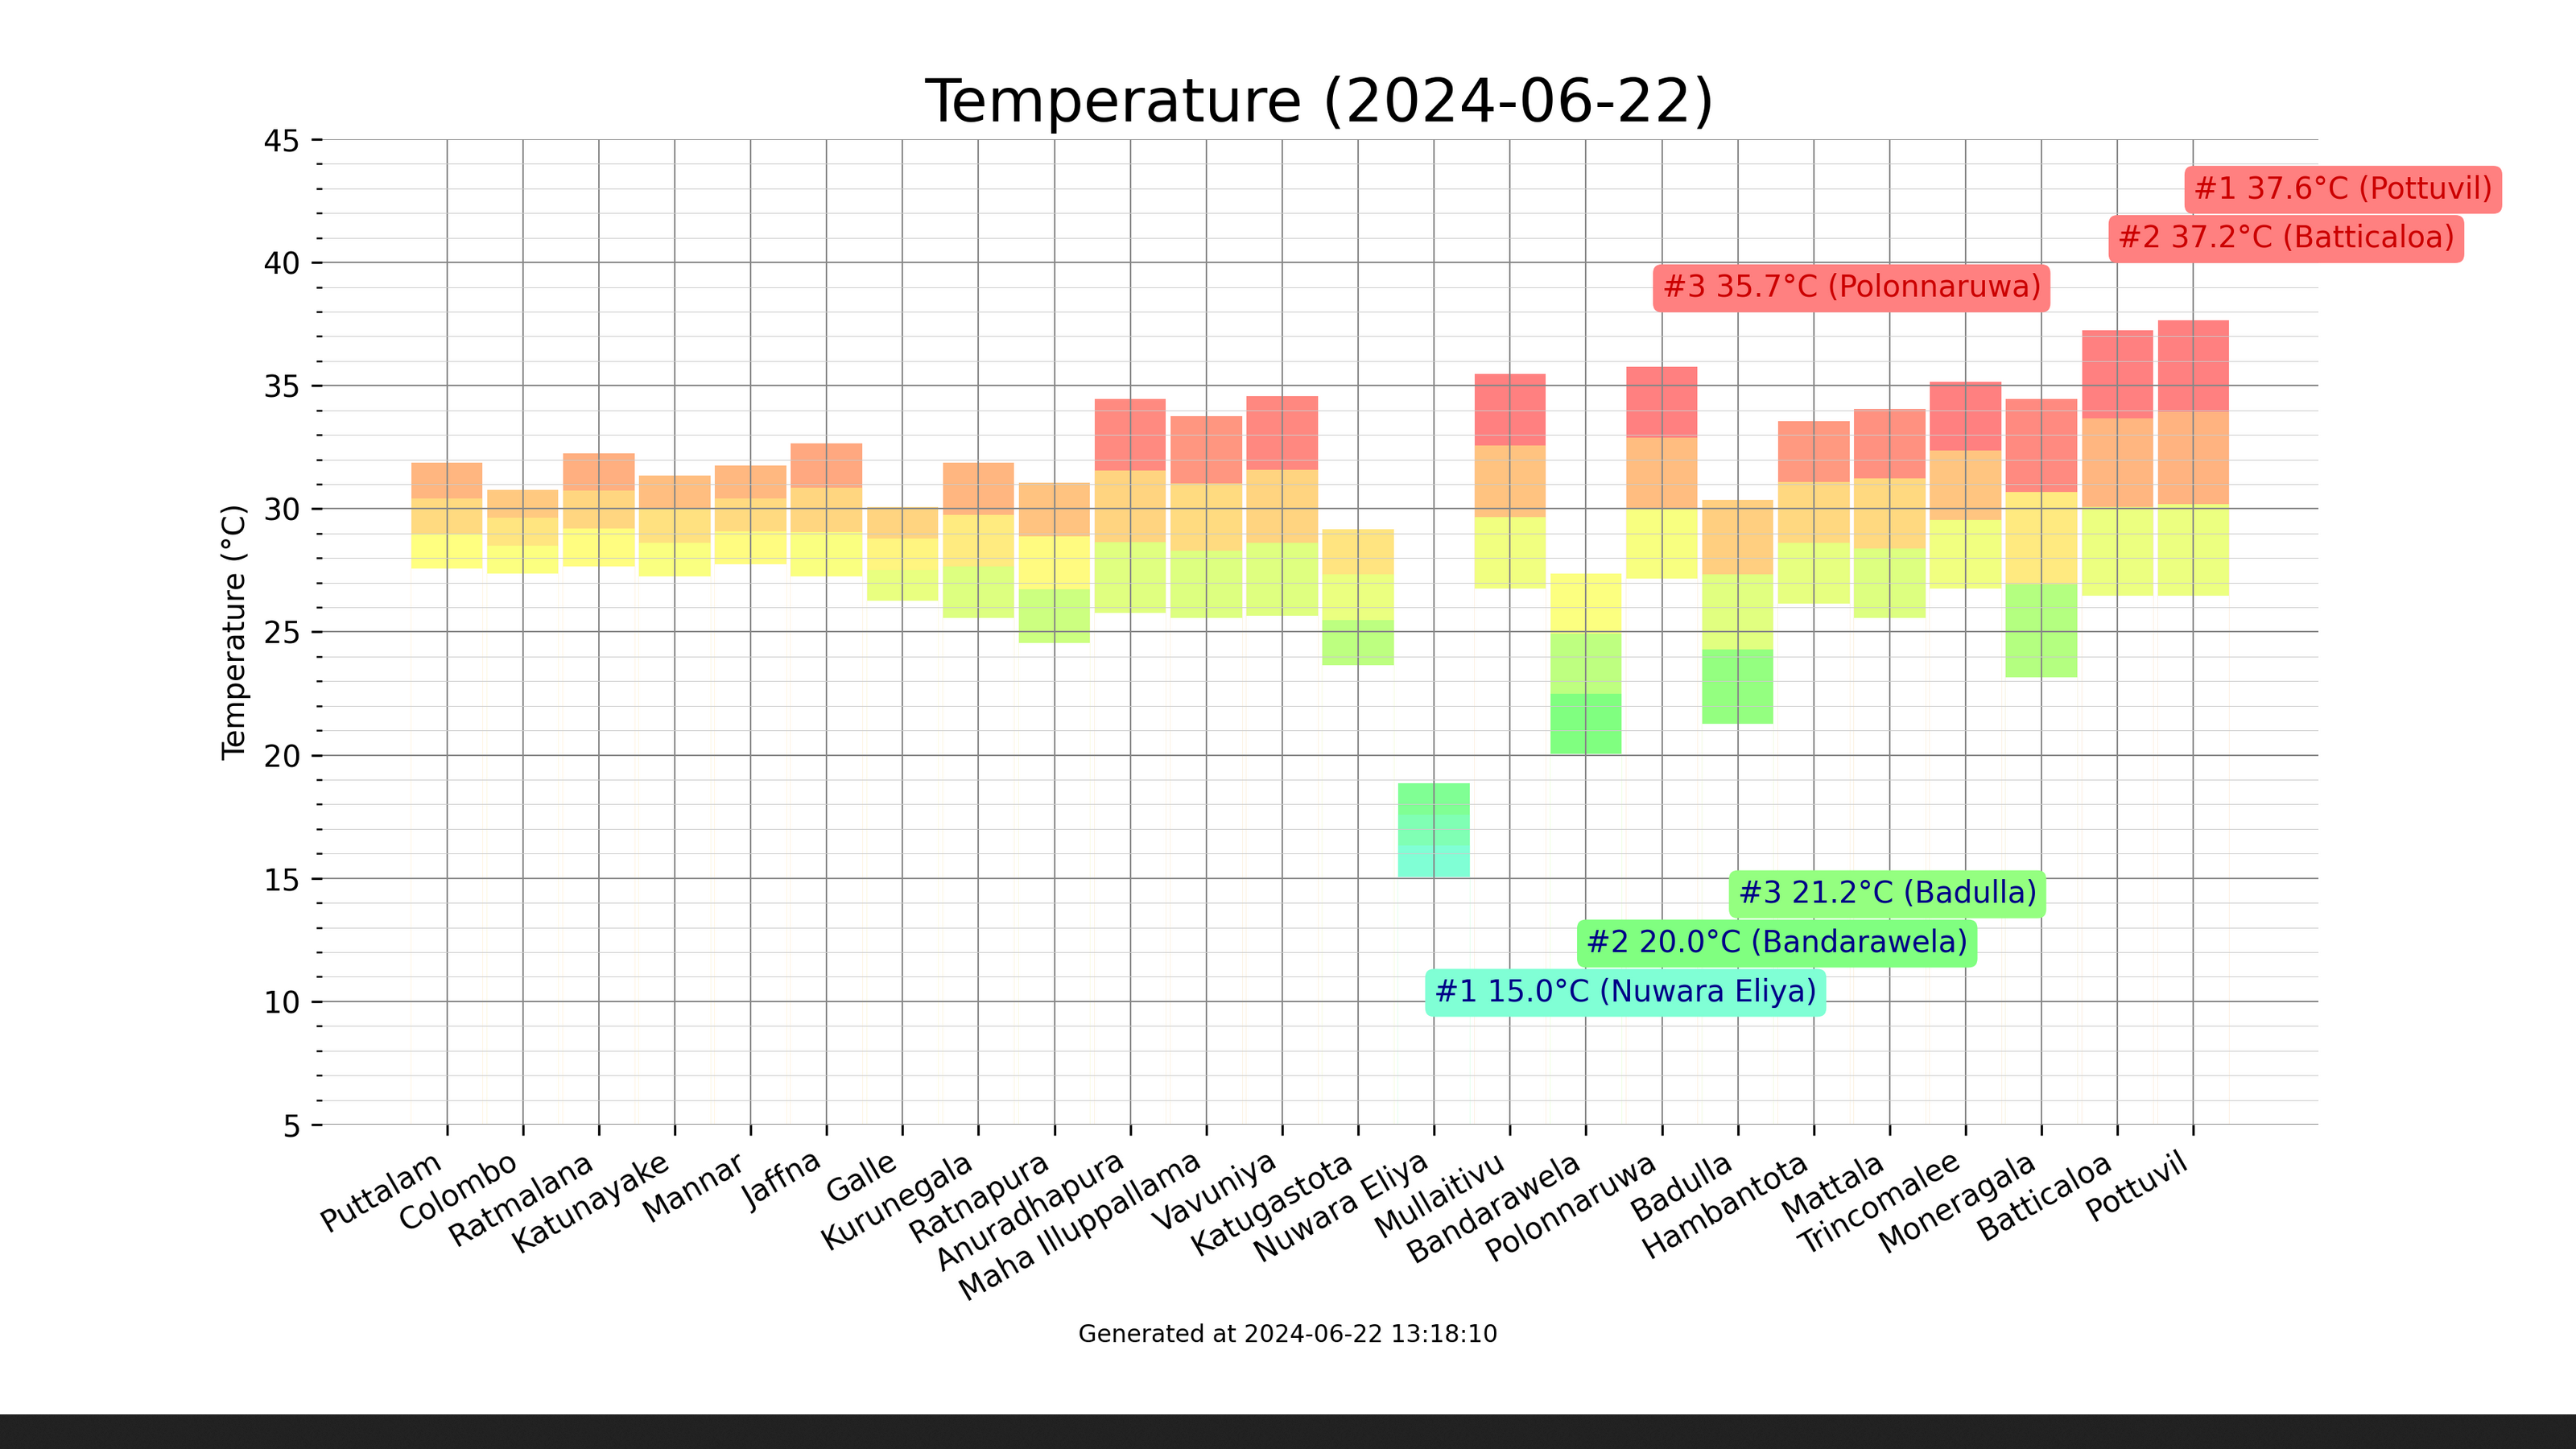 Temperature (2024-06-22)
Temperature (°C)
45
40
35
30
25
20
15
10
5
#1 37.6°C (Pottuvil)
#2 37.2°C (Batticaloa)
#3 35.7°C (Polonnaruwa)
#3 21.2°C (Badulla)
#2 20.0°C (Bandarawela)
#1 15.0°C (Nuwara Eliya)
Puttalam
Colombo
Ratmalana
Katunayake
Mannar
Jaffna
Galle
Kurunegala
Ratnapura
Anuradhapura
Maha Illuppallama
Vavuniya
Katugastota
Nuwara Eliya
Mullaitivu
Bandarawela
Polonnaruwa
Badulla
Hambantota
Mattala
Trincomalee
Moneragala
Batticaloa
Pottuvil
Generated at 2024-06-22 13:18:10